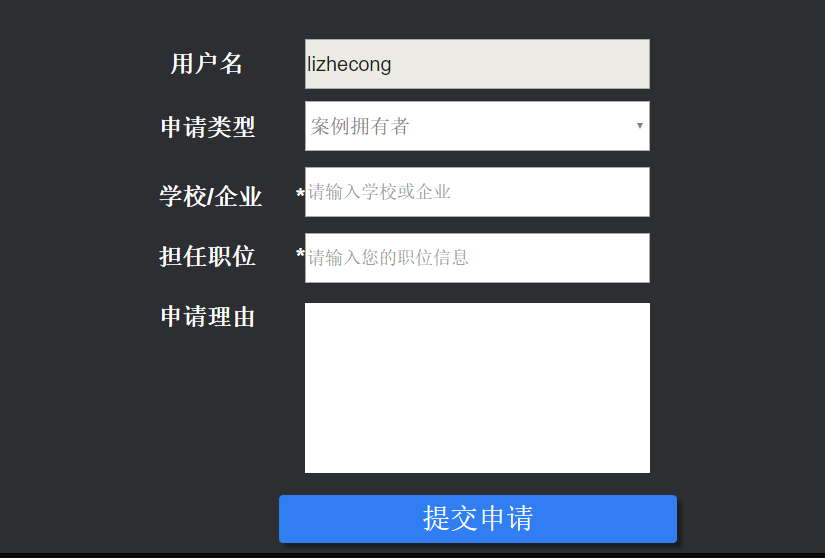 用户名 lizhecong
申请类型 案例拥有者
学校/企业 *请输入学校或企业
担任职位 *请输入您的职位信息
申请理由
提交申请